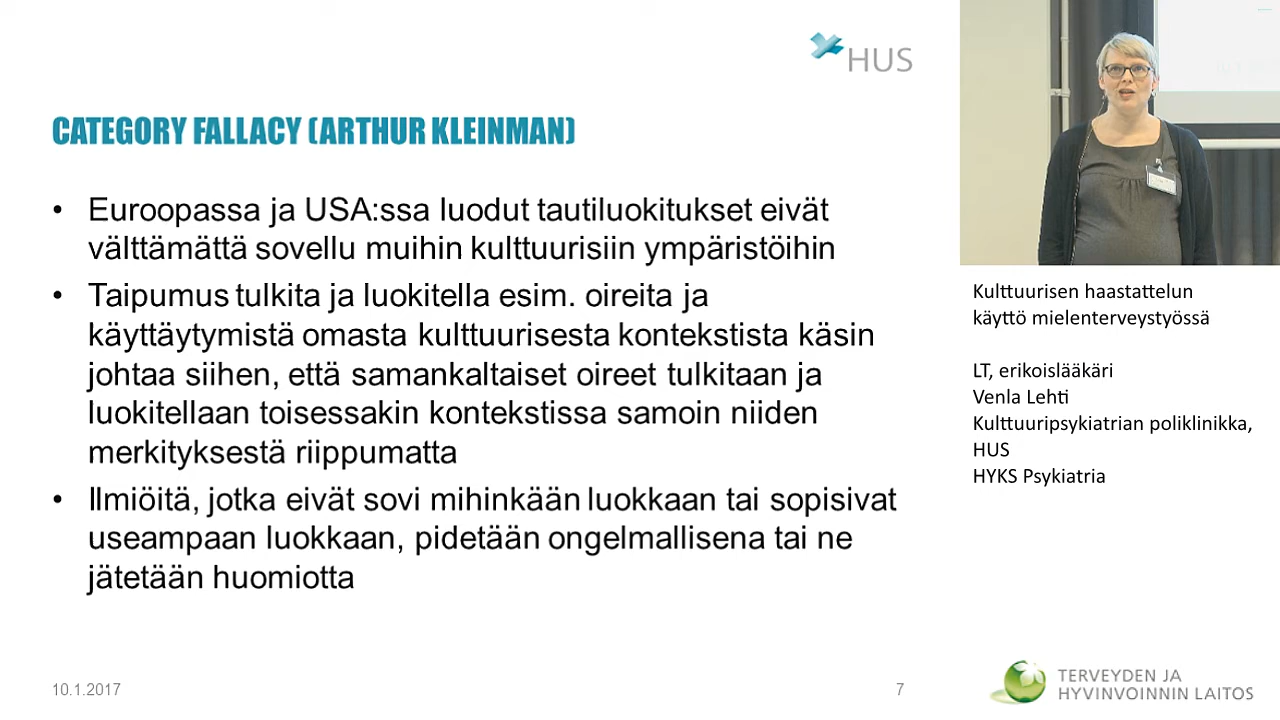 HUS
CATEGORY FALLACY (ARTHUR KLEINMAN)
• Euroopassa ja USA:ssa luodut tautiluokitukset eivät
välttämättä sovellu muihin kulttuurisiin ympäristöihin
• Taipumus tulkita ja luokitella esim. oireita ja
käyttäytymistä omasta kulttuurisesta kontekstista käsin
johtaa siihen, että samankaltaiset oireet tulkitaan ja
luokitellaan toisessakin kontekstissa samoin niiden
merkityksestä riippumatta
• Ilmiöitä, jotka eivät sovi mihinkään luokkaan tai sopisivat
useampaan luokkaan, pidetään ongelmallisena tai ne
jätetään huomiotta
10.1.2017
7
Kulttuurisen haastattelun
käyttö mielenterveystyössä
LT, erikoislääkäri
Venla Lehti
Kulttuuripsykiatrian poliklinikka,
HUS
HYKS Psykiatria
TERVEYDEN JA
HYVINVOINNIN LAITOS